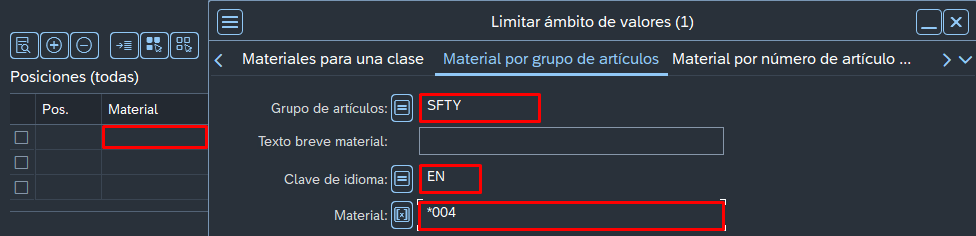 Limitar ámbito de valores (1)
Materiales para una clase Material por grupo de artículos Material por número de artículo ...
Posiciones (todas)
Pos. Material
Grupo de artículos: SFTY
Texto breve material:
Clave de idioma: EN
Material: *004